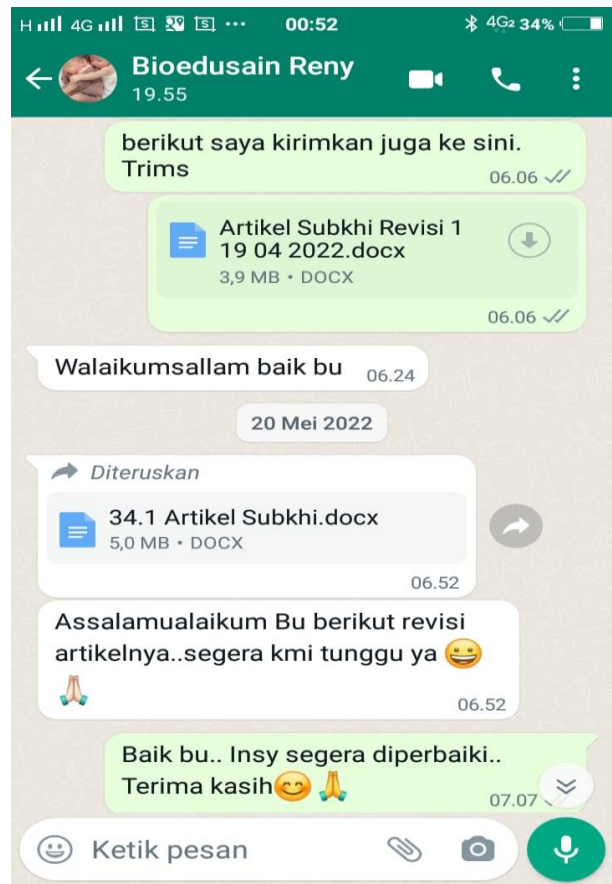 H 4G 00:52 4G2 34%
Bioedusain Reny
19.55
berikut saya kirimkan juga ke sini.
Trims
06.06
Artikel Subkhi Revisi 1
19 04 2022.docx
3,9 MB • DOCX
06.06
Walaikumsallam baik bu 06.24
20 Mei 2022
Diteruskan
34.1 Artikel Subkhi.docx
5,0 MB • DOCX
06.52
Assalamualaikum Bu berikut revisi
artikelnya..segera kmi tunggu ya 😀
🙏
06.52
Baik bu.. Insy segera diperbaiki..
Terima kasih😊 🙏
07.07
Ketik pesan